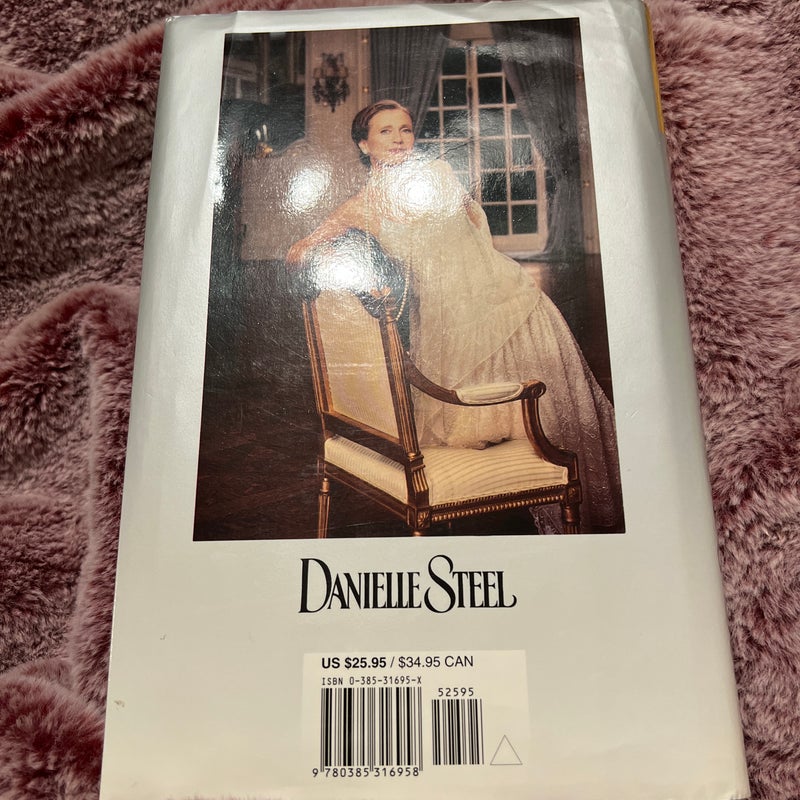 DANIELLE STEEL
US $25.95 / $34.95 CAN
ISBN 0-385-31695-X
52595
9 780385 316958